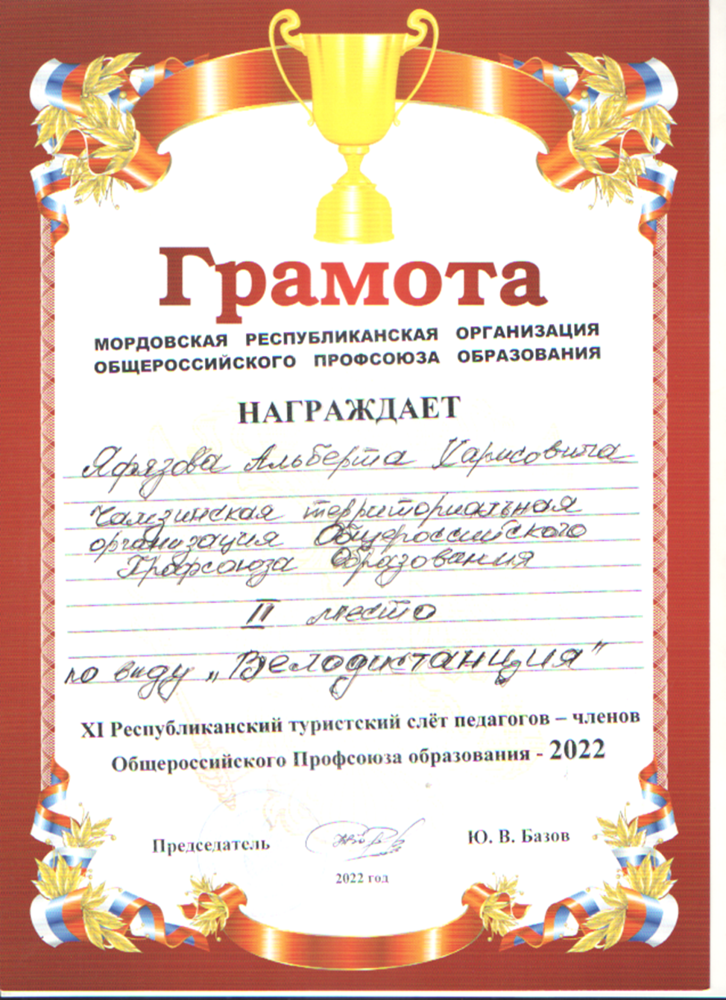 Грамота
МОРДОВСКАЯ РЕСПУБЛИКАНСКАЯ ОРГАНИЗАЦИЯ
ОБЩЕРОССИЙСКОГО ПРОФСОЮЗА ОБРАЗОВАНИЯ
НАГРАЖДАЕТ
Яфязова Альберта Харисовича
Чамзинская территориальная
организация Общероссийского
Профсоюза Образования
II место
по виду „Велодистанция"
XI Республиканский туристский слёт педагогов – членов
Общероссийского Профсоюза образования - 2022
Председатель Ю. В. Базов
2022 год